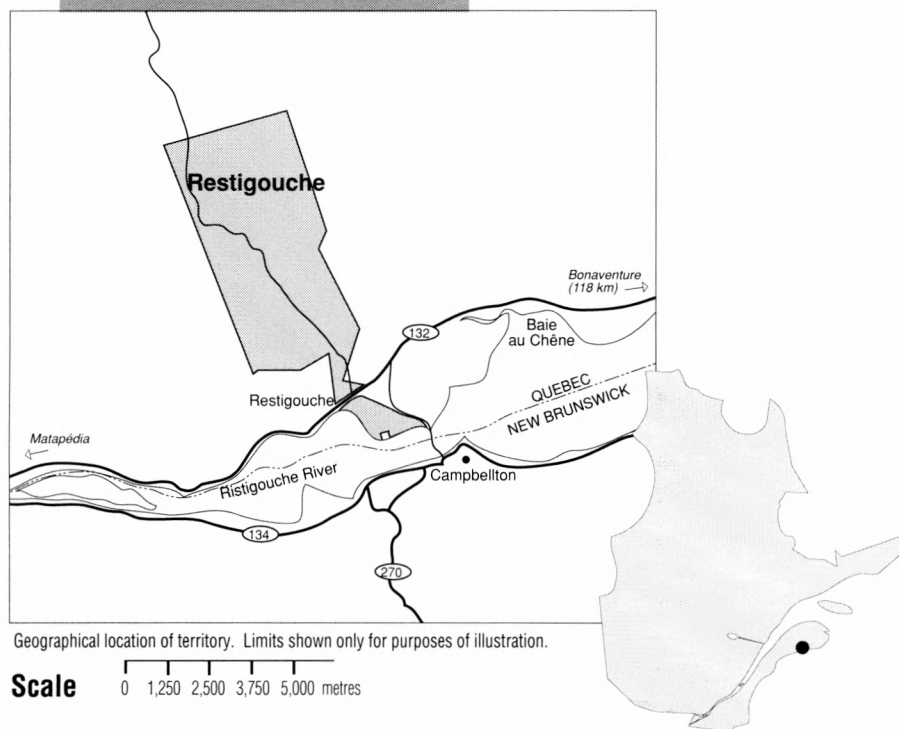 Restigouche
Bonaventure
(118 km)
132
Baie
au Chêne
QUEBEC
NEW BRUNSWICK
Restigouche
Matapédia
Ristigouche River
Campbellton
134
270
Geographical location of territory. Limits shown only for purposes of illustration.
Scale
0 1,250 2,500 3,750 5,000 metres